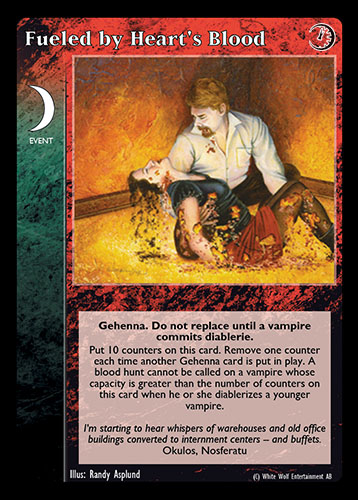 Fueled by Heart's Blood
EVENT
Gehenna. Do not replace until a vampire
commits diablerie.
Put 10 counters on this card. Remove one counter
each time another Gehenna card is put in play. A
blood hunt cannot be called on a vampire whose
capacity is greater than the number of counters on
this card when he or she diablerizes a younger
vampire.
I'm starting to hear whispers of warehouses and old office
buildings converted to internment centers -- and buffets.
Okulos, Nosferatu
Illus: Randy Asplund
(C) White Wolf Entertainment AB